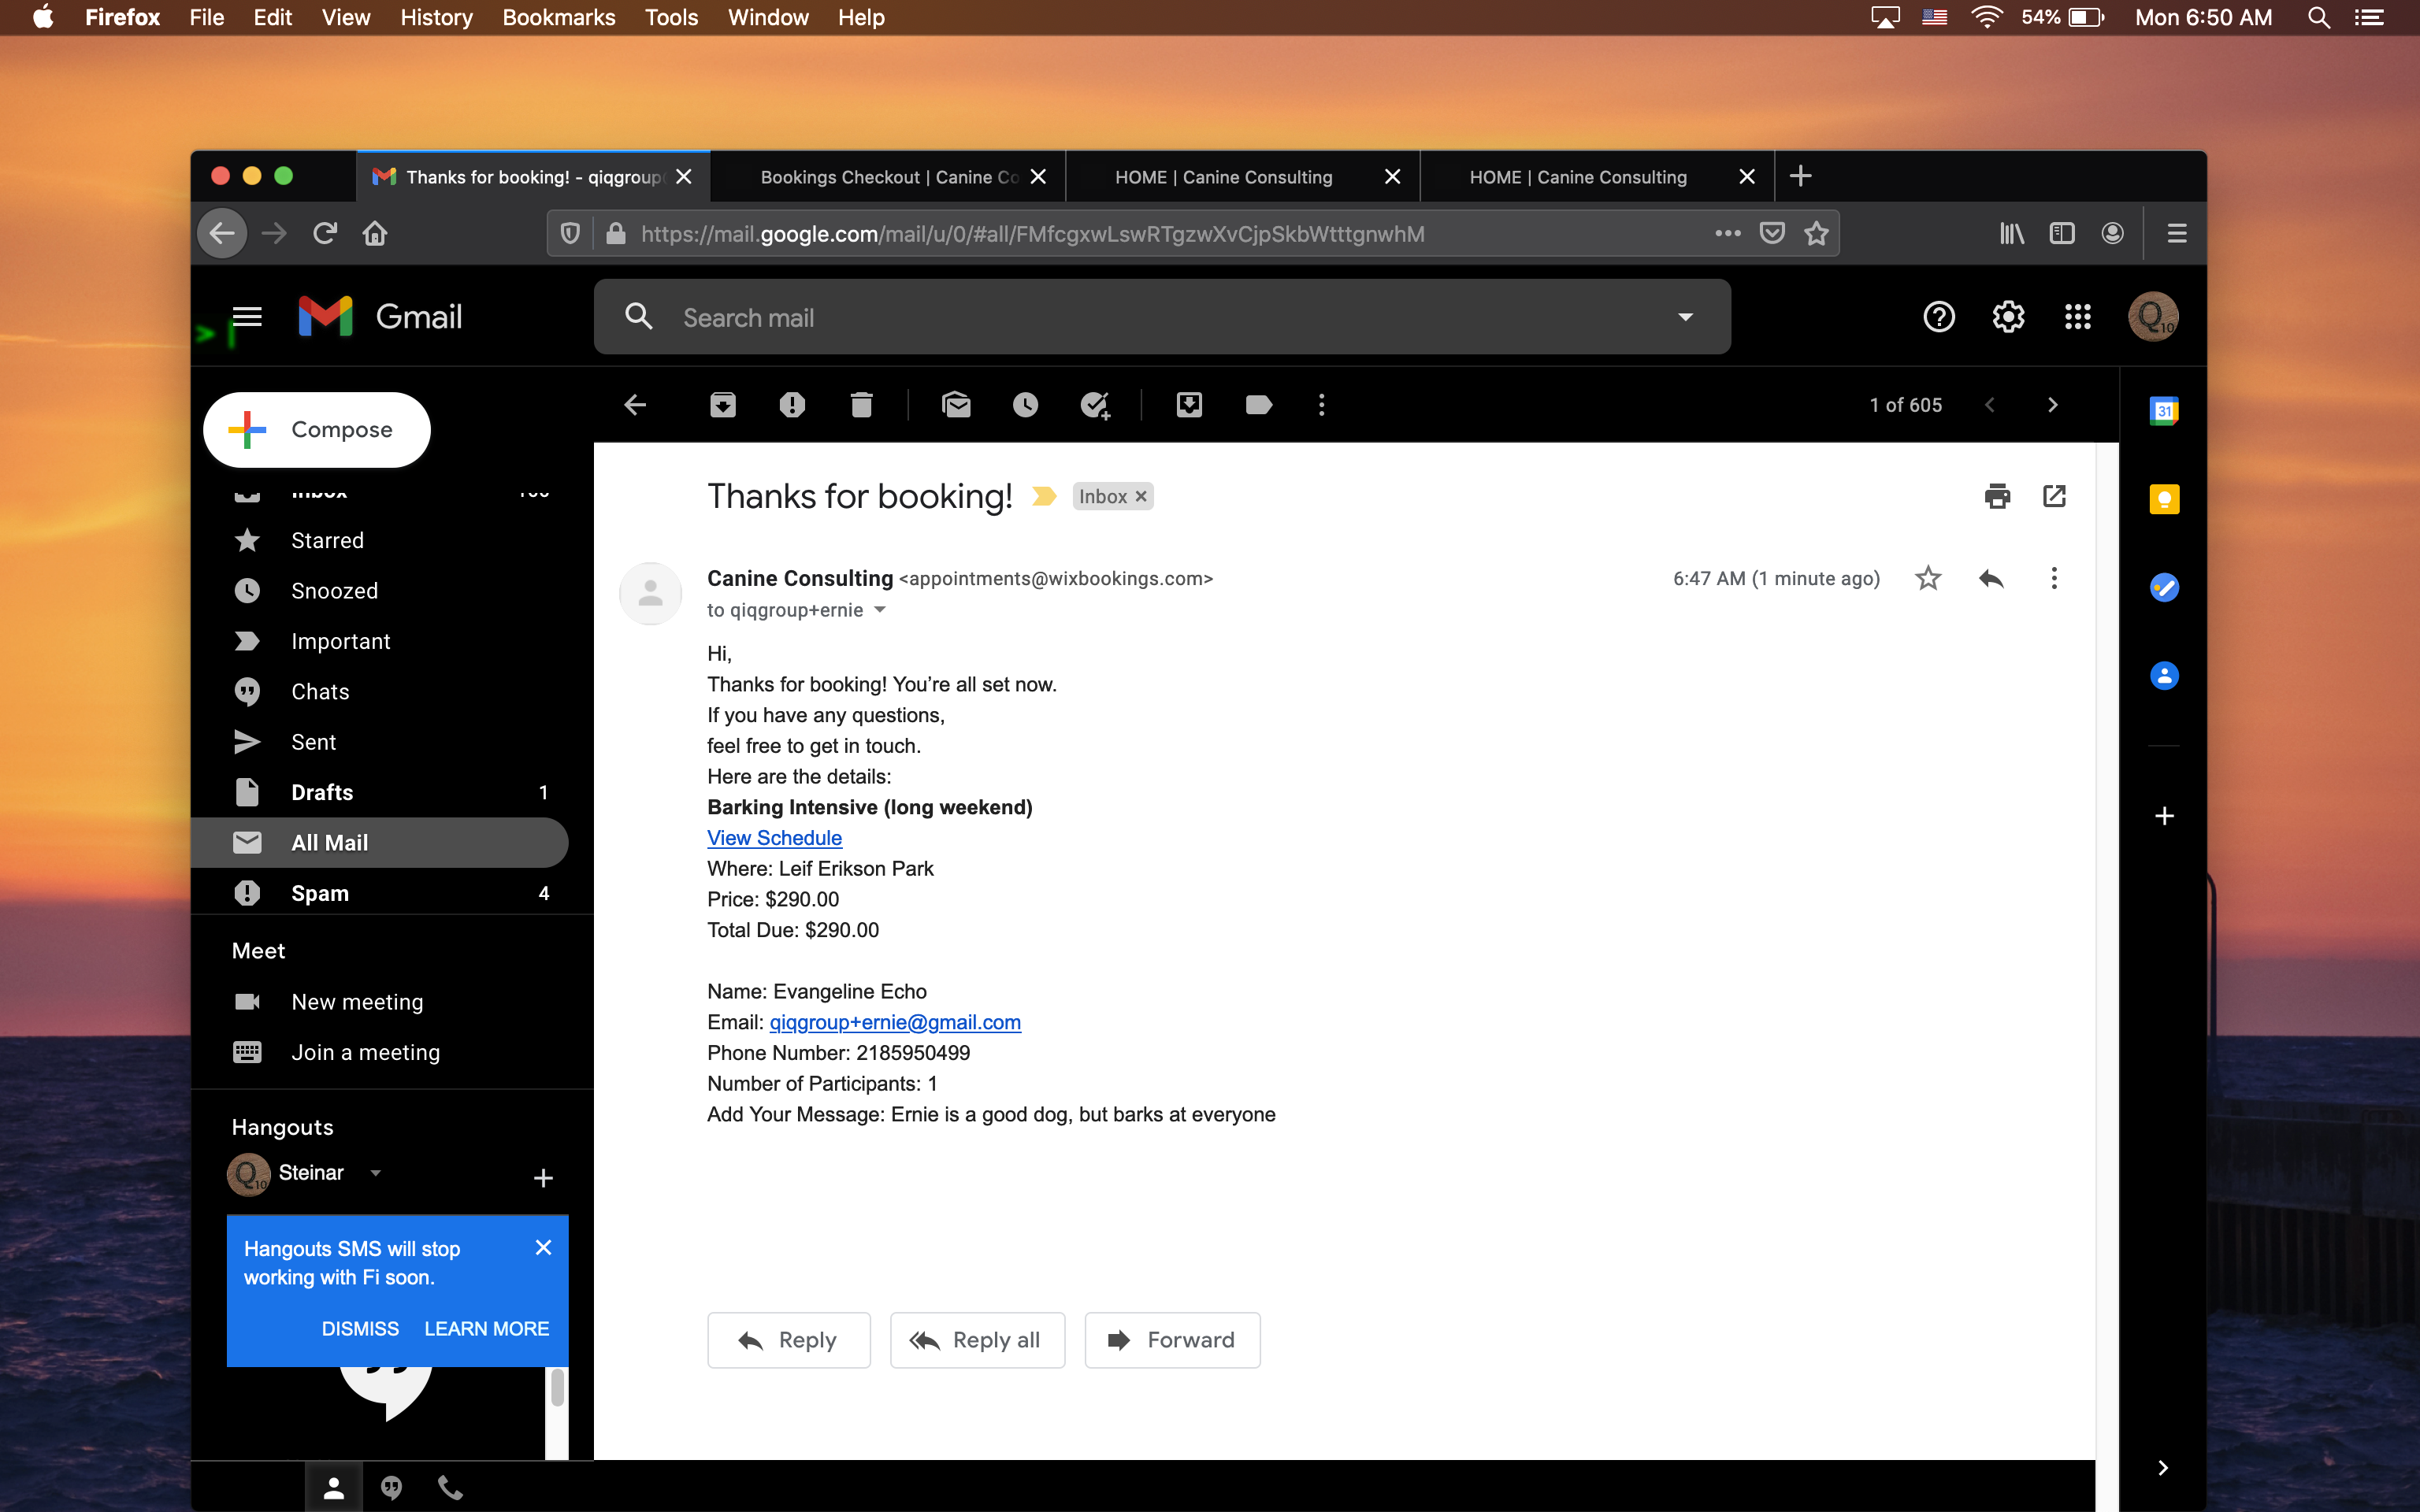 Firefox File Edit View History Bookmarks Tools Window Help
54% Mon 6:50 AM
Thanks for booking! - qiqgroup
Bookings Checkout | Canine Co
HOME | Canine Consulting
HOME | Canine Consulting
https://mail.google.com/mail/u/0/#all/FMfcgxwLswRTgzwXvCjpSkbWtttgnwhM
> |
Gmail
Search mail
Q10
Compose
1 of 605
31
Inbox
Starred
Snoozed
Important
Chats
Sent
Drafts 1
All Mail
Spam 4
Meet
New meeting
Join a meeting
Hangouts
Q10 Steinar
Hangouts SMS will stop
working with Fi soon.
DISMISS LEARN MORE
Thanks for booking! Inbox
Canine Consulting <appointments@wixbookings.com>
6:47 AM (1 minute ago)
to qiqgroup+ernie
Hi,
Thanks for booking! You’re all set now.
If you have any questions,
feel free to get in touch.
Here are the details:
Barking Intensive (long weekend)
View Schedule
Where: Leif Erikson Park
Price: $290.00
Total Due: $290.00
Name: Evangeline Echo
Email: qiqgroup+ernie@gmail.com
Phone Number: 2185950499
Number of Participants: 1
Add Your Message: Ernie is a good dog, but barks at everyone
Reply
Reply all
Forward